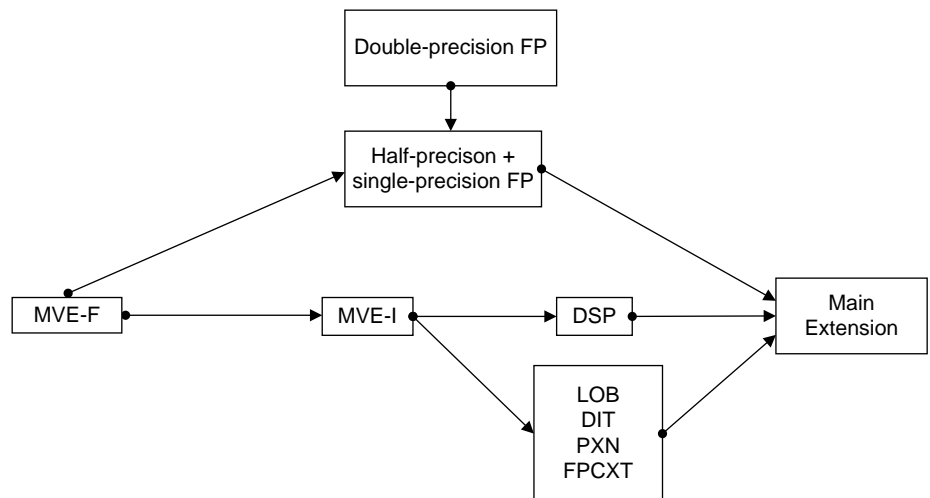 Double-precision FP
Half-precison +
single-precision FP
MVE-F
MVE-I
DSP
Main
Extension
LOB
DIT
PXN
FPCXT